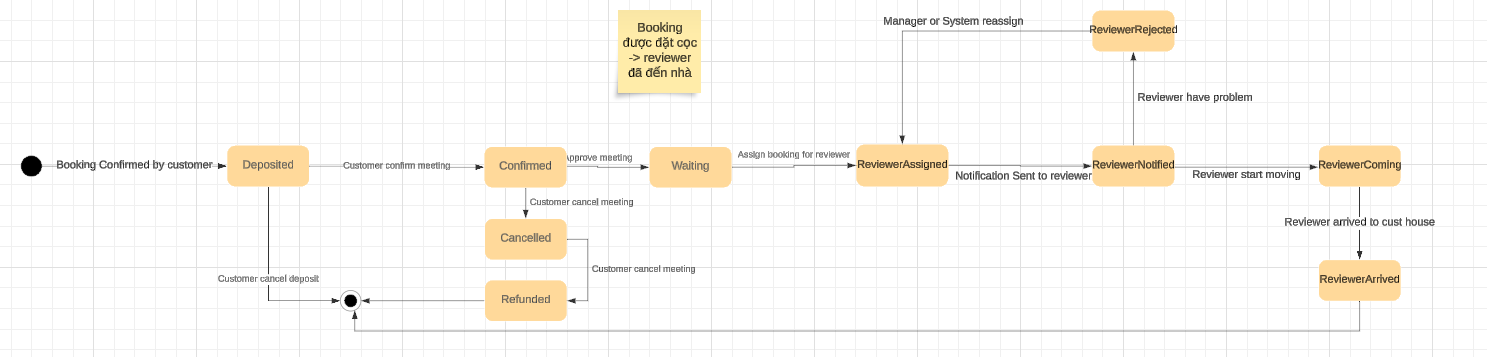 Booking
được đặt cọc
-> reviewer
đã đến nhà
Manager or System reassign
ReviewerRejected
Reviewer have problem
Booking Confirmed by customer
Deposited
Customer confirm meeting
Confirmed
Approve meeting
Waiting
Assign booking for reviewer
ReviewerAssigned
Notification Sent to reviewer
ReviewerNotified
Reviewer start moving
ReviewerComing
Customer cancel meeting
Reviewer arrived to cust house
Cancelled
Customer cancel meeting
Customer cancel deposit
Refunded
ReviewerArrived